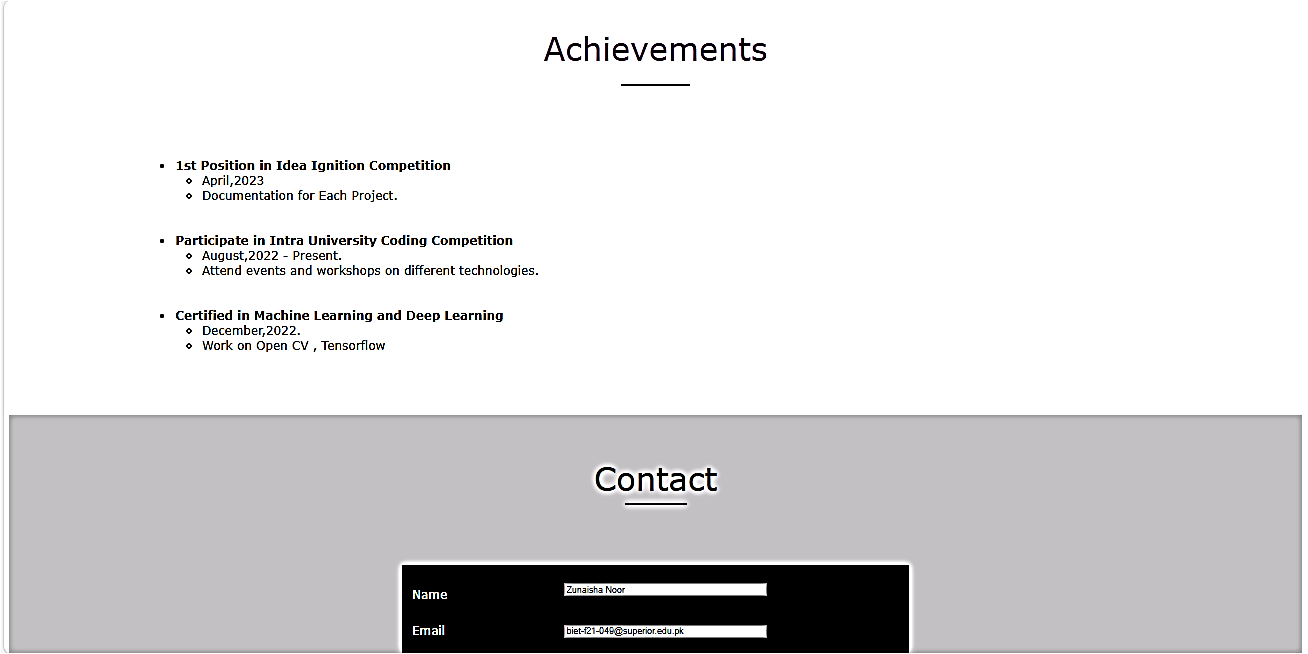 Achievements
1st Position in Idea Ignition Competition
April,2023
Documentation for Each Project.
Participate in Intra University Coding Competition
August,2022 - Present.
Attend events and workshops on different technologies.
Certified in Machine Learning and Deep Learning
December,2022.
Work on Open CV , Tensorflow
Contact
Name Zunaisha Noor
Email biet-f21-049@superior.edu.pk